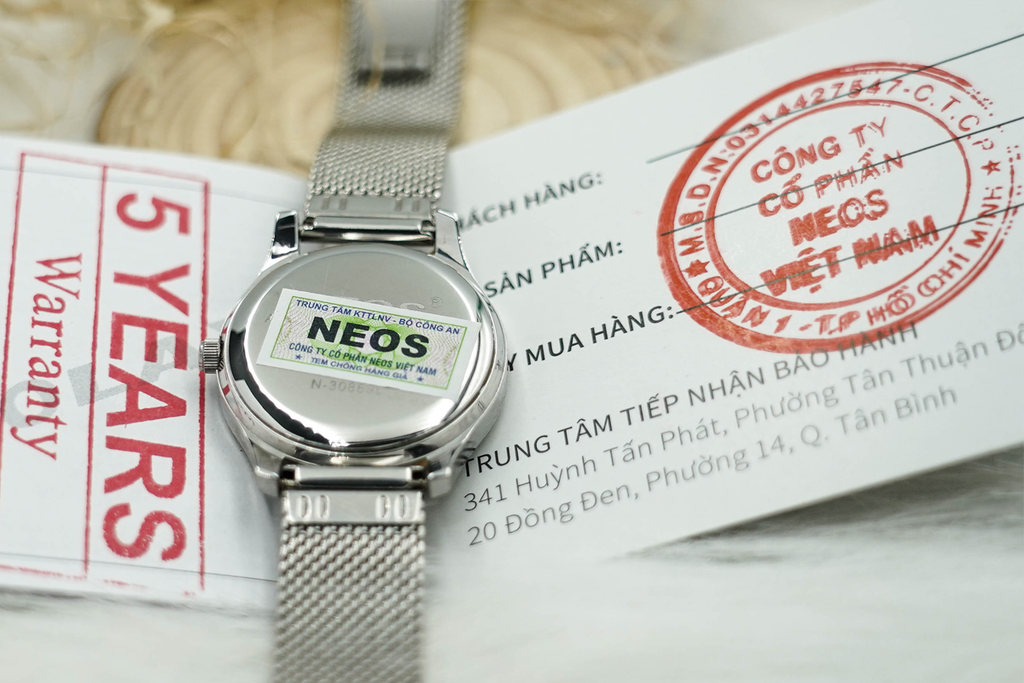 5 YEARS
Warranty
NEOS
TRUNG TÂM KTTLNV - BỘ CÔNG AN
NEOS
CÔNG TY CỔ PHẦN NEOS VIỆT NAM
★ TEM CHỐNG HÀNG GIẢ ★
HÁCH HÀNG:
SẢN PHẨM:
Y MUA HÀNG:
TRUNG TÂM TIẾP NHẬN BẢO HÀNH
341 Huỳnh Tấn Phát, Phường Tân Thuận Đô
20 Đồng Đen, Phường 14, Q. Tân Bình
M.S.D.N:0314427547-C.T.C.P
CÔNG TY
CỔ PHẦN
NEOS
VIỆT NAM
★ QUẬN 1 - T.P HỒ CHÍ MINH ★